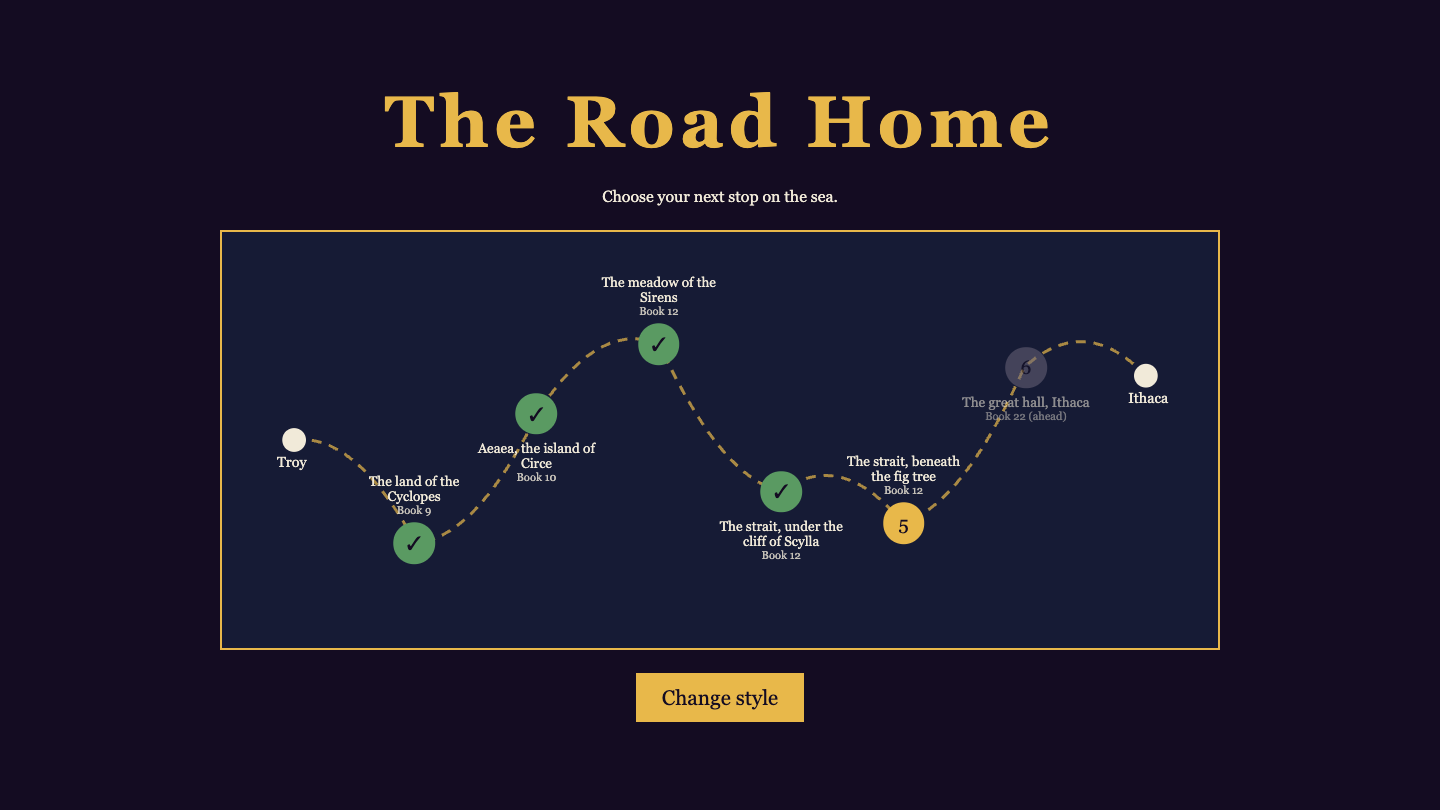 The Road Home
Choose your next stop on the sea.
Troy
The land of the
Cyclopes
Book 9
✓
✓
Aeaea, the island of
Circe
Book 10
The meadow of the
Sirens
Book 12
✓
✓
The strait, under the
cliff of Scylla
Book 12
The strait, beneath
the fig tree
Book 12
5
6
The great hall, Ithaca
Book 22 (ahead)
Ithaca
Change style